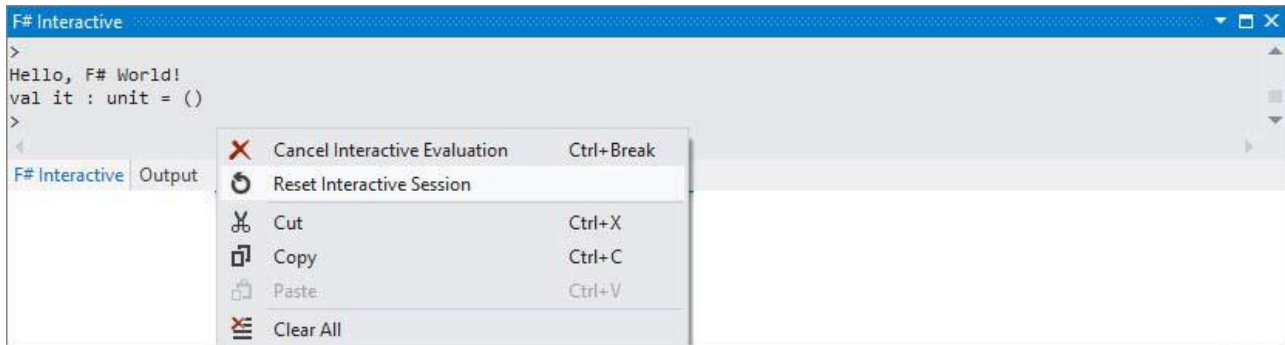 F# Interactive
>
Hello, F# World!
val it : unit = ()
>
F# Interactive Output
Cancel Interactive Evaluation Ctrl+Break
Reset Interactive Session
Cut Ctrl+X
Copy Ctrl+C
Paste Ctrl+V
Clear All